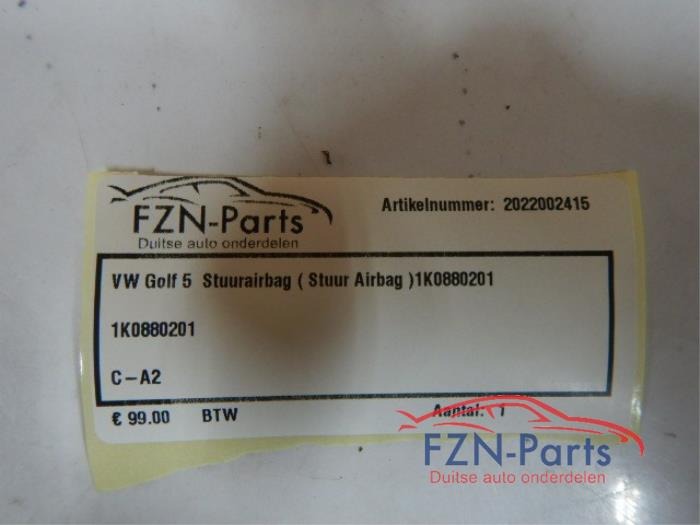 FZN-Parts
Duitse auto onderdelen
Artikelnummer: 2022002415
VW Golf 5 Stuurairbag ( Stuur Airbag )1K0880201
1K0880201
C-A2
€ 99.00 BTW Aantal: 1
FZN-Parts
Duitse auto onderdelen